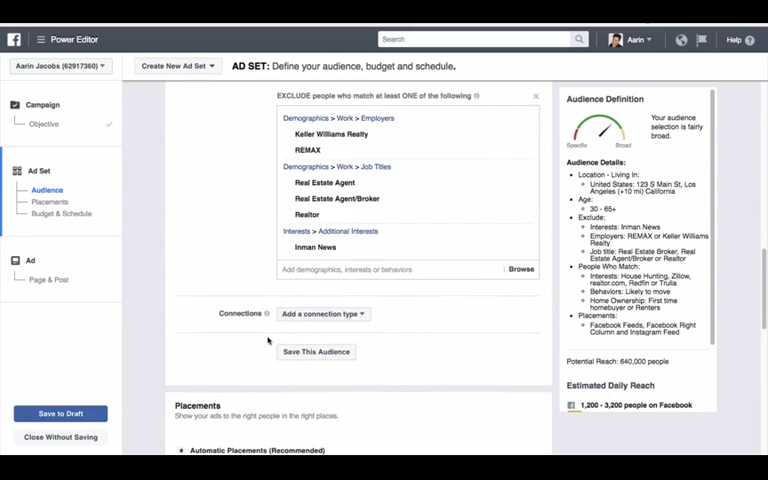 Power Editor
Search
Aarin
Help
Aarin Jacobs (62917360)
Create New Ad Set
AD SET: Define your audience, budget and schedule.
Campaign
Objective
Ad Set
Audience
Placements
Budget & Schedule
Ad
Page & Post
Save to Draft
Close Without Saving
EXCLUDE people who match at least ONE of the following
Demographics > Work > Employers
Keller Williams Realty
REMAX
Demographics > Work > Job Titles
Real Estate Agent
Real Estate Agent/Broker
Realtor
Interests > Additional Interests
Inman News
Add demographics, interests or behaviors
Browse
Connections
Add a connection type
Save This Audience
Placements
Show your ads to the right people in the right places.
Automatic Placements (Recommended)
Audience Definition
Your audience
selection is fairly
broad.
Specific
Broad
Audience Details:
Location - Living In:
United States: 123 S Main St, Los
Angeles (+10 mi) California
Age:
30 - 65+
Exclude:
Interests: Inman News
Employers: REMAX or Keller Williams
Realty
Job title: Real Estate Broker, Real
Estate Agent/Broker or Realtor
People Who Match:
Interests: House Hunting, Zillow,
realtor.com, Redfin or Trulia
Behaviors: Likely to move
Home Ownership: First time
homebuyer or Renters
Placements:
Facebook Feeds, Facebook Right
Column and Instagram Feed
Potential Reach: 640,000 people
Estimated Daily Reach
1,200 - 3,200 people on Facebook